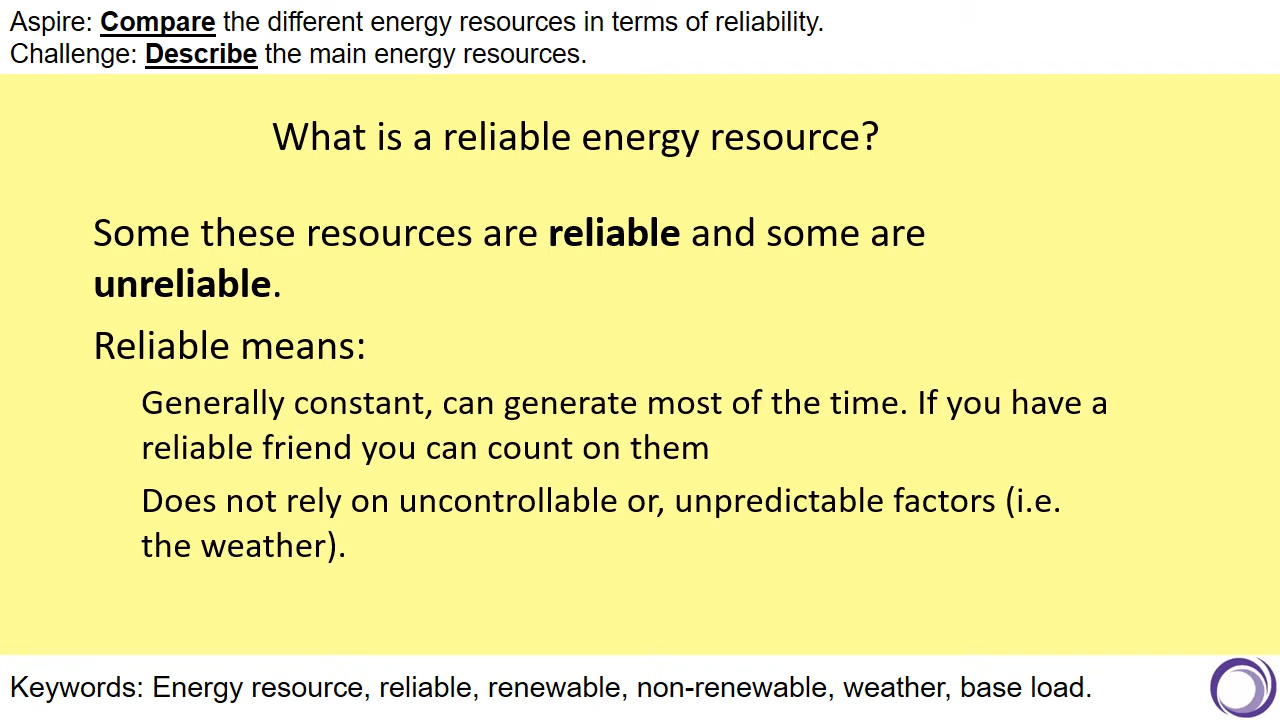 Aspire: Compare the different energy resources in terms of reliability.
Challenge: Describe the main energy resources.
What is a reliable energy resource?
Some these resources are reliable and some are
unreliable.
Reliable means:
Generally constant, can generate most of the time. If you have a
reliable friend you can count on them
Does not rely on uncontrollable or, unpredictable factors (i.e.
the weather).
Keywords: Energy resource, reliable, renewable, non-renewable, weather, base load.